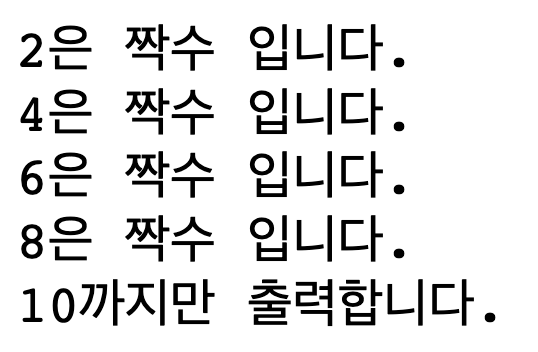 2은 짝수 입니다.
4은 짝수 입니다.
6은 짝수 입니다.
8은 짝수 입니다.
10까지만 출력합니다.